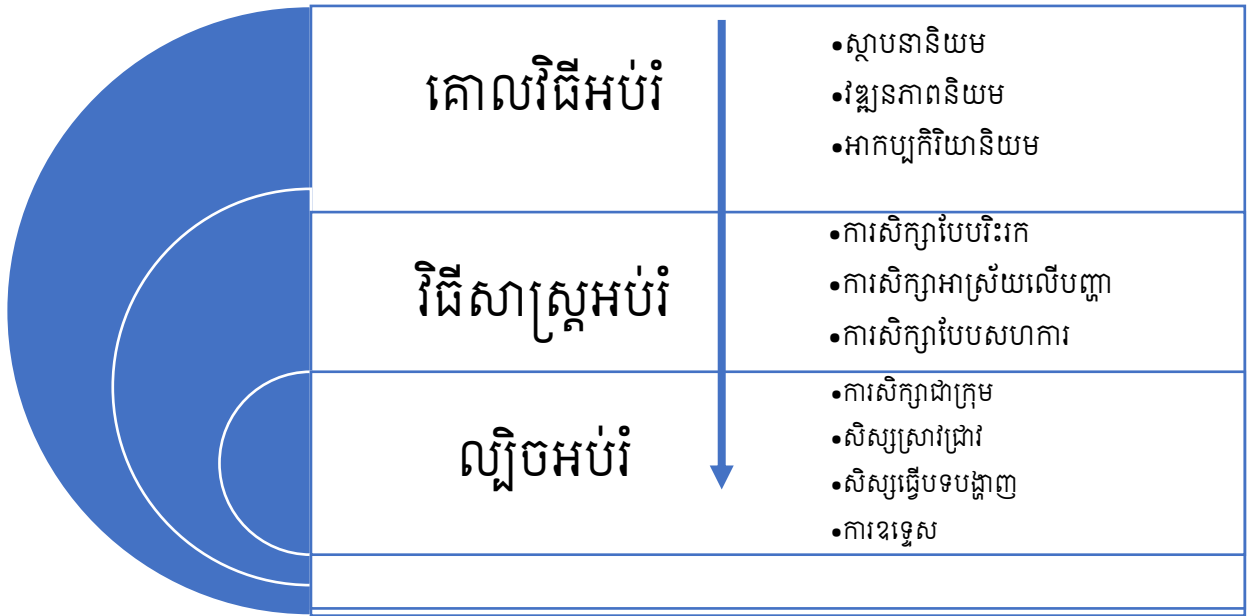 គោលវិធីអប់រំ
•ស្ថាបនានិយម
•វឌ្ឍនភាពនិយម
•អាកប្បកិរិយានិយម
វិធីសាស្ត្រអប់រំ
•ការសិក្សាបែបរិះរក
•ការសិក្សាអាស្រ័យលើបញ្ហា
•ការសិក្សាបែបសហការ
ល្បិចអប់រំ
•ការសិក្សាជាក្រុម
•សិស្សស្រាវជ្រាវ
•សិស្សធ្វើបទបង្ហាញ
•ការឧទ្ទេស